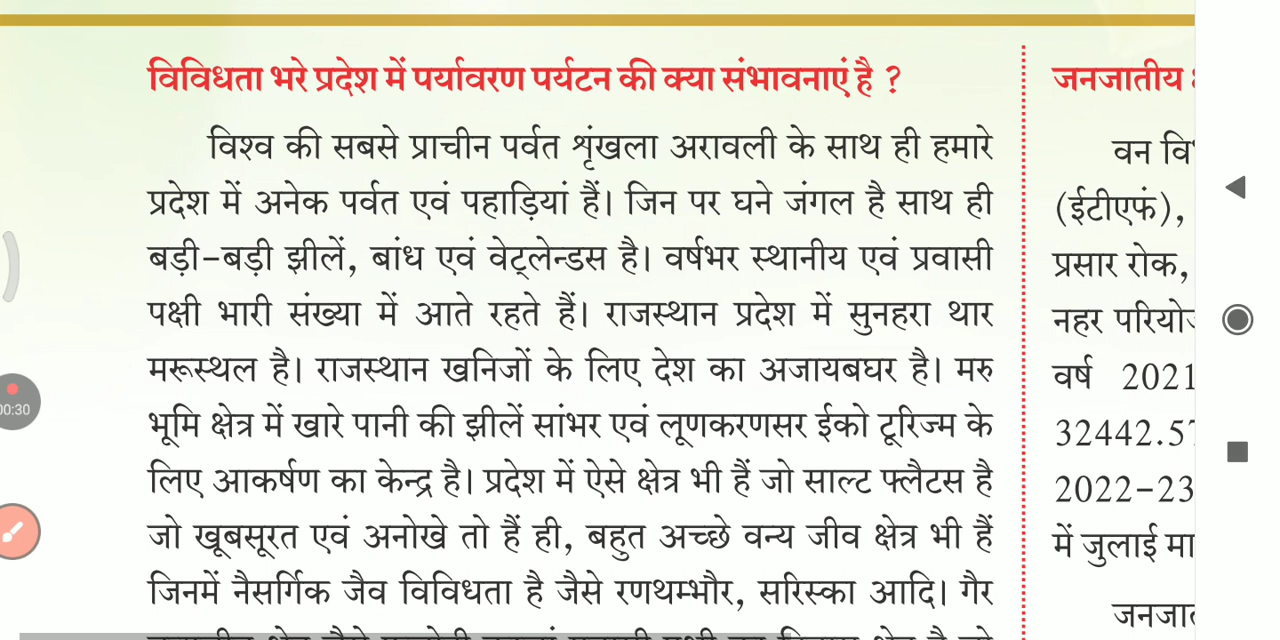 विविधता भरे प्रदेश में पर्यावरण पर्यटन की क्या संभावनाएं है ?
विश्व की सबसे प्राचीन पर्वत शृंखला अरावली के साथ ही हमारे
प्रदेश में अनेक पर्वत एवं पहाड़ियां हैं। जिन पर घने जंगल है साथ ही
बड़ी-बड़ी झीलें, बांध एवं वेट्लेन्डस है। वर्षभर स्थानीय एवं प्रवासी
पक्षी भारी संख्या में आते रहते हैं। राजस्थान प्रदेश में सुनहरा थार
मरूस्थल है। राजस्थान खनिजों के लिए देश का अजायबघर है। मरु
भूमि क्षेत्र में खारे पानी की झीलें सांभर एवं लूणकरणसर ईको टूरिज्म के
लिए आकर्षण का केन्द्र है। प्रदेश में ऐसे क्षेत्र भी हैं जो साल्ट फ्लैटस है
जो खूबसूरत एवं अनोखे तो हैं ही, बहुत अच्छे वन्य जीव क्षेत्र भी हैं
जिनमें नैसर्गिक जैव विविधता है जैसे रणथम्भौर, सरिस्का आदि। गैर
जनजातीय
वन
(ईटीएफं),
प्रसार रोक,
नहर
वर्ष 2021
32442.57
2022-23
में जुलाई
00:30